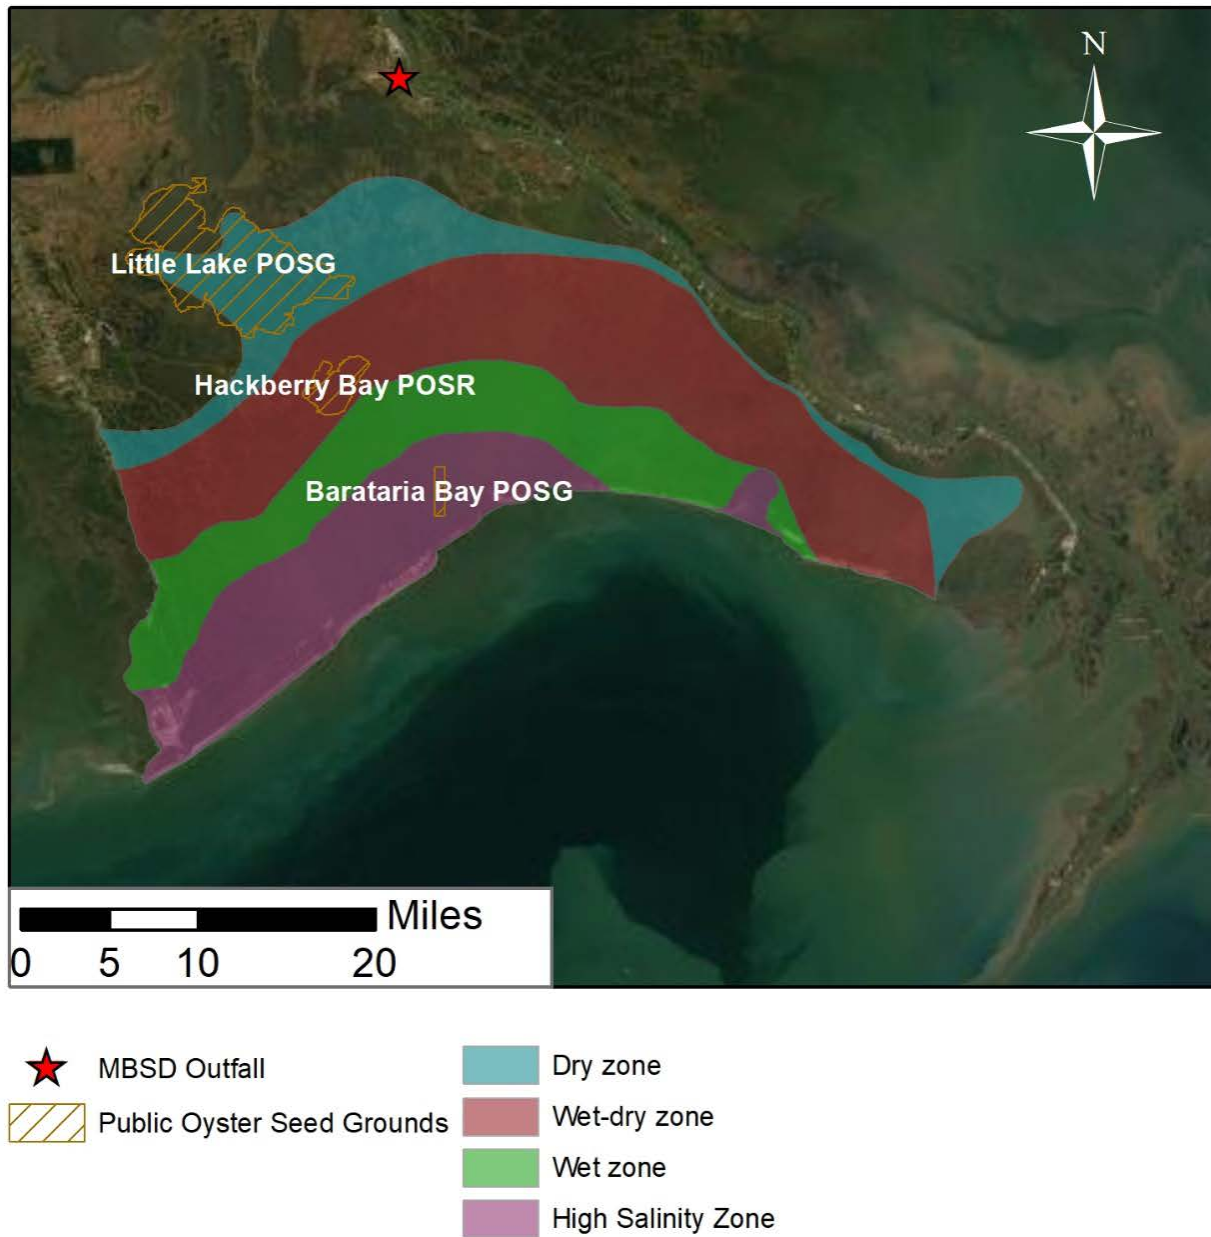 N
Little Lake POSG
Hackberry Bay POSR
Barataria Bay POSG
Miles
0 5 10 20
MBSD Outfall
Public Oyster Seed Grounds
Dry zone
Wet-dry zone
Wet zone
High Salinity Zone